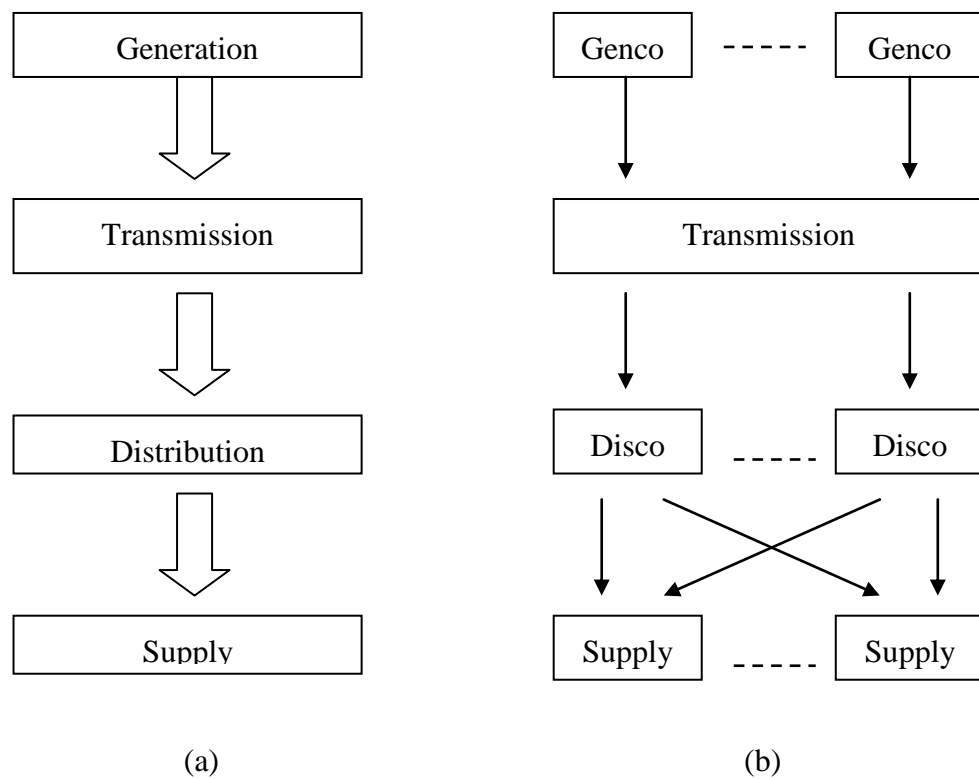 Generation
Transmission
Distribution
Supply
(a)
Genco
Genco
Transmission
Disco
Disco
Supply
Supply
(b)